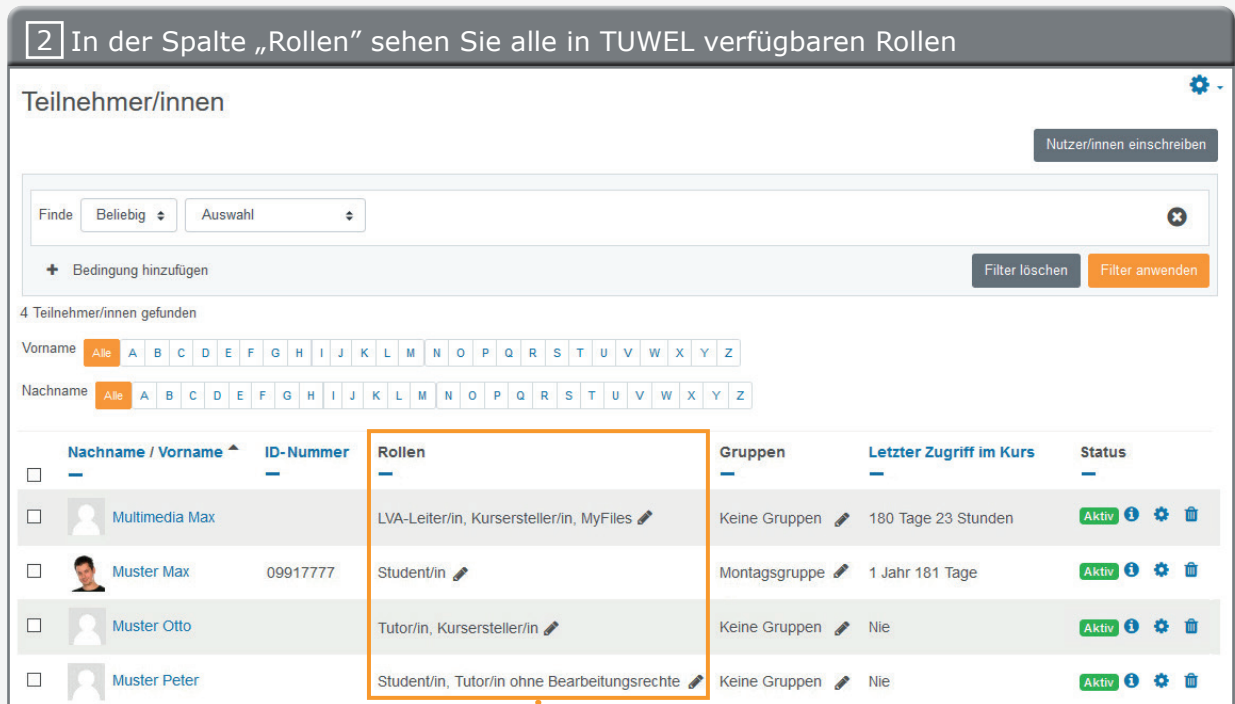 2 In der Spalte „Rollen” sehen Sie alle in TUWEL verfügbaren Rollen
Teilnehmer/innen
Nutzer/innen einschreiben
Finde Beliebig Auswahl
+ Bedingung hinzufügen Filter löschen Filter anwenden
4 Teilnehmer/innen gefunden
Vorname Alle A B C D E F G H I J K L M N O P Q R S T U V W X Y Z
Nachname Alle A B C D E F G H I J K L M N O P Q R S T U V W X Y Z
Nachname / Vorname ID-Nummer Rollen Gruppen Letzter Zugriff im Kurs Status
Multimedia Max LVA-Leiter/in, Kursersteller/in, MyFiles Keine Gruppen 180 Tage 23 Stunden Aktiv
Muster Max 09917777 Student/in Montagsgruppe 1 Jahr 181 Tage Aktiv
Muster Otto Tutor/in, Kursersteller/in Keine Gruppen Nie Aktiv
Muster Peter Student/in, Tutor/in ohne Bearbeitungsrechte Keine Gruppen Nie Aktiv